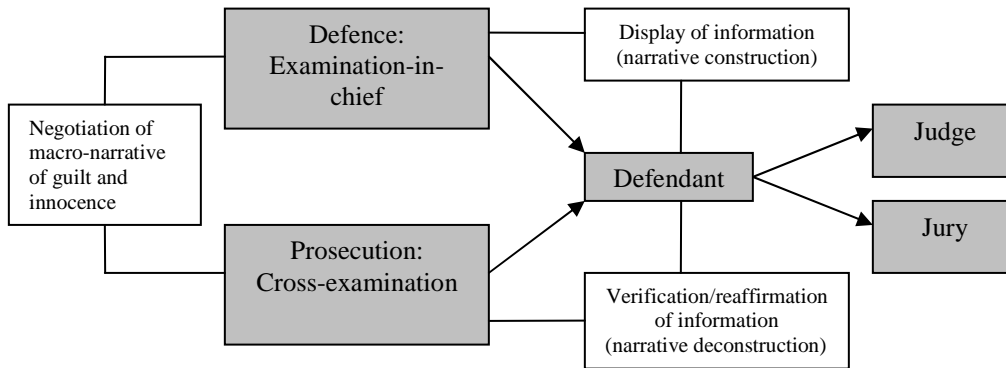 Defence:
Examination-in-
chief
Display of information
(narrative construction)
Negotiation of
macro-narrative
of guilt and
innocence
Defendant
Judge
Jury
Prosecution:
Cross-examination
Verification/reaffirmation
of information
(narrative deconstruction)